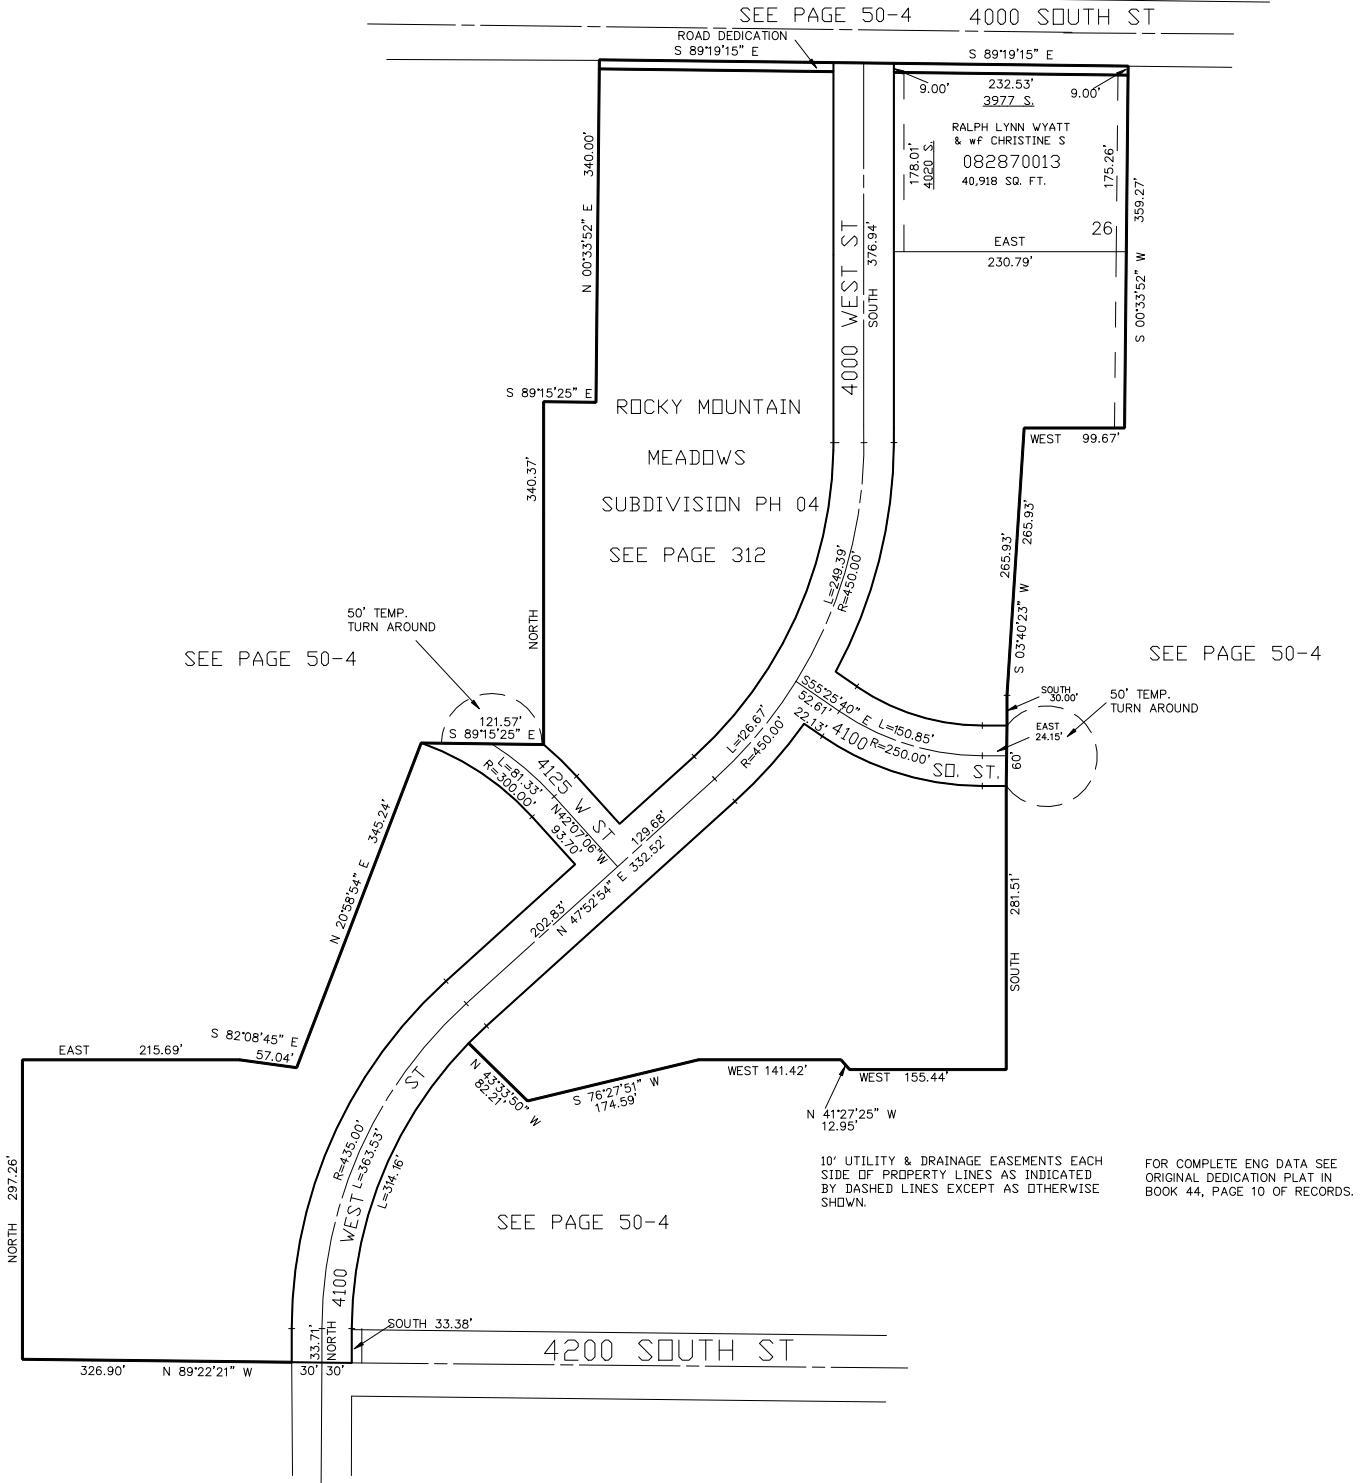 SEE PAGE 50-4
4000 SOUTH ST
ROAD DEDICATION
S 89°19'15" E
S 89°19'15" E
9.00'
232.53'
9.00'
3977 S.
RALPH LYNN WYATT
& wf CHRISTINE S
082870013
40,918 SQ. FT.
178.01'
4020 S.
175.26'
26
EAST
230.79'
N 00°33'52" E 340.00'
S 00°33'52" W 359.27'
4000 WEST ST
SOUTH 376.94'
S 89°15'25" E
ROCKY MOUNTAIN
MEADOWS
SUBDIVISION PH 04
SEE PAGE 312
WEST 99.67'
NORTH 340.37'
265.93'
265.93'
S 03°40'23" W
L=249.39'
R=450.00'
50' TEMP.
TURN AROUND
SEE PAGE 50-4
SEE PAGE 50-4
SOUTH
30.00'
50' TEMP.
TURN AROUND
EAST
24.15'
60'
S55°25'40" E L=150.85'
52.61'
22.13' 4100 R=250.00'
SO. ST.
121.57'
S 89°15'25" E
L=126.67'
R=450.00'
4125 W ST
L=81.33'
R=300.00'
N42°07'06"W
93.70'
129.68'
N 47°52'54" E 332.52'
202.83'
N 20°58'54" E 345.24'
SOUTH 281.51'
S 82°08'45" E
57.04'
EAST 215.69'
N 43°33'50" W
82.21'
S 76°27'51" W
174.59'
WEST 141.42'
WEST 155.44'
N 41°27'25" W
12.95'
10' UTILITY & DRAINAGE EASEMENTS EACH
SIDE OF PROPERTY LINES AS INDICATED
BY DASHED LINES EXCEPT AS OTHERWISE
SHOWN.
FOR COMPLETE ENG DATA SEE
ORIGINAL DEDICATION PLAT IN
BOOK 44, PAGE 10 OF RECORDS.
NORTH 297.26'
R=435.00'
L=363.53'
L=314.16'
4100 WEST ST
SEE PAGE 50-4
33.71'
NORTH
SOUTH 33.38'
4200 SOUTH ST
326.90' N 89°22'21" W
30' 30'